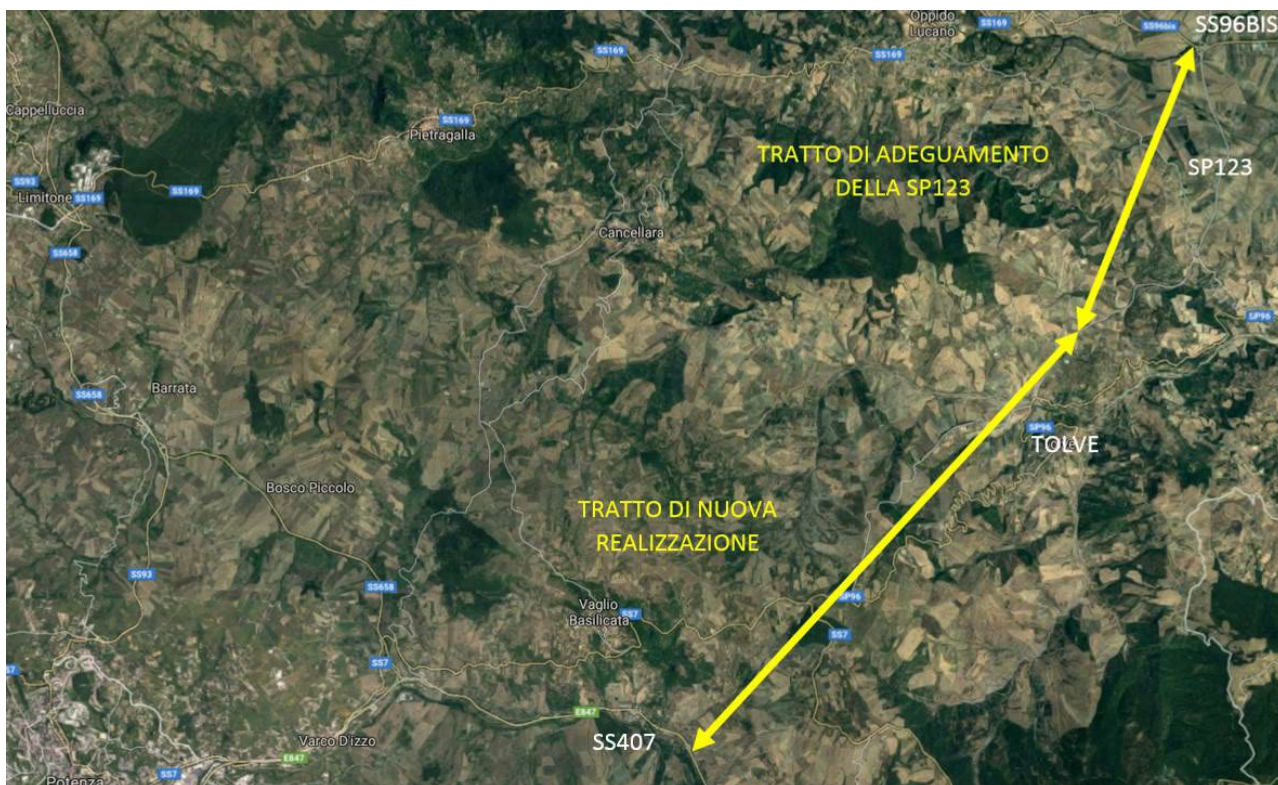 Oppido
Lucano
SS169
SS96bis
SS96BIS
SS169
SS169
Cappelluccia
SS169
Pietragalla
TRATTO DI ADEGUAMENTO
DELLA SP123
SP123
SS93
SS169
Limitone
SS169
Cancellara
SS658
SP96
Barrata
SS658
SP96
TOLVE
Bosco Piccolo
TRATTO DI NUOVA
REALIZZAZIONE
SS93
SS658
SP96
Vaglio
Basilicata
SS7
SS7
SS7
E847
SS407
Varco D'izzo
E847
SS7
Potenza